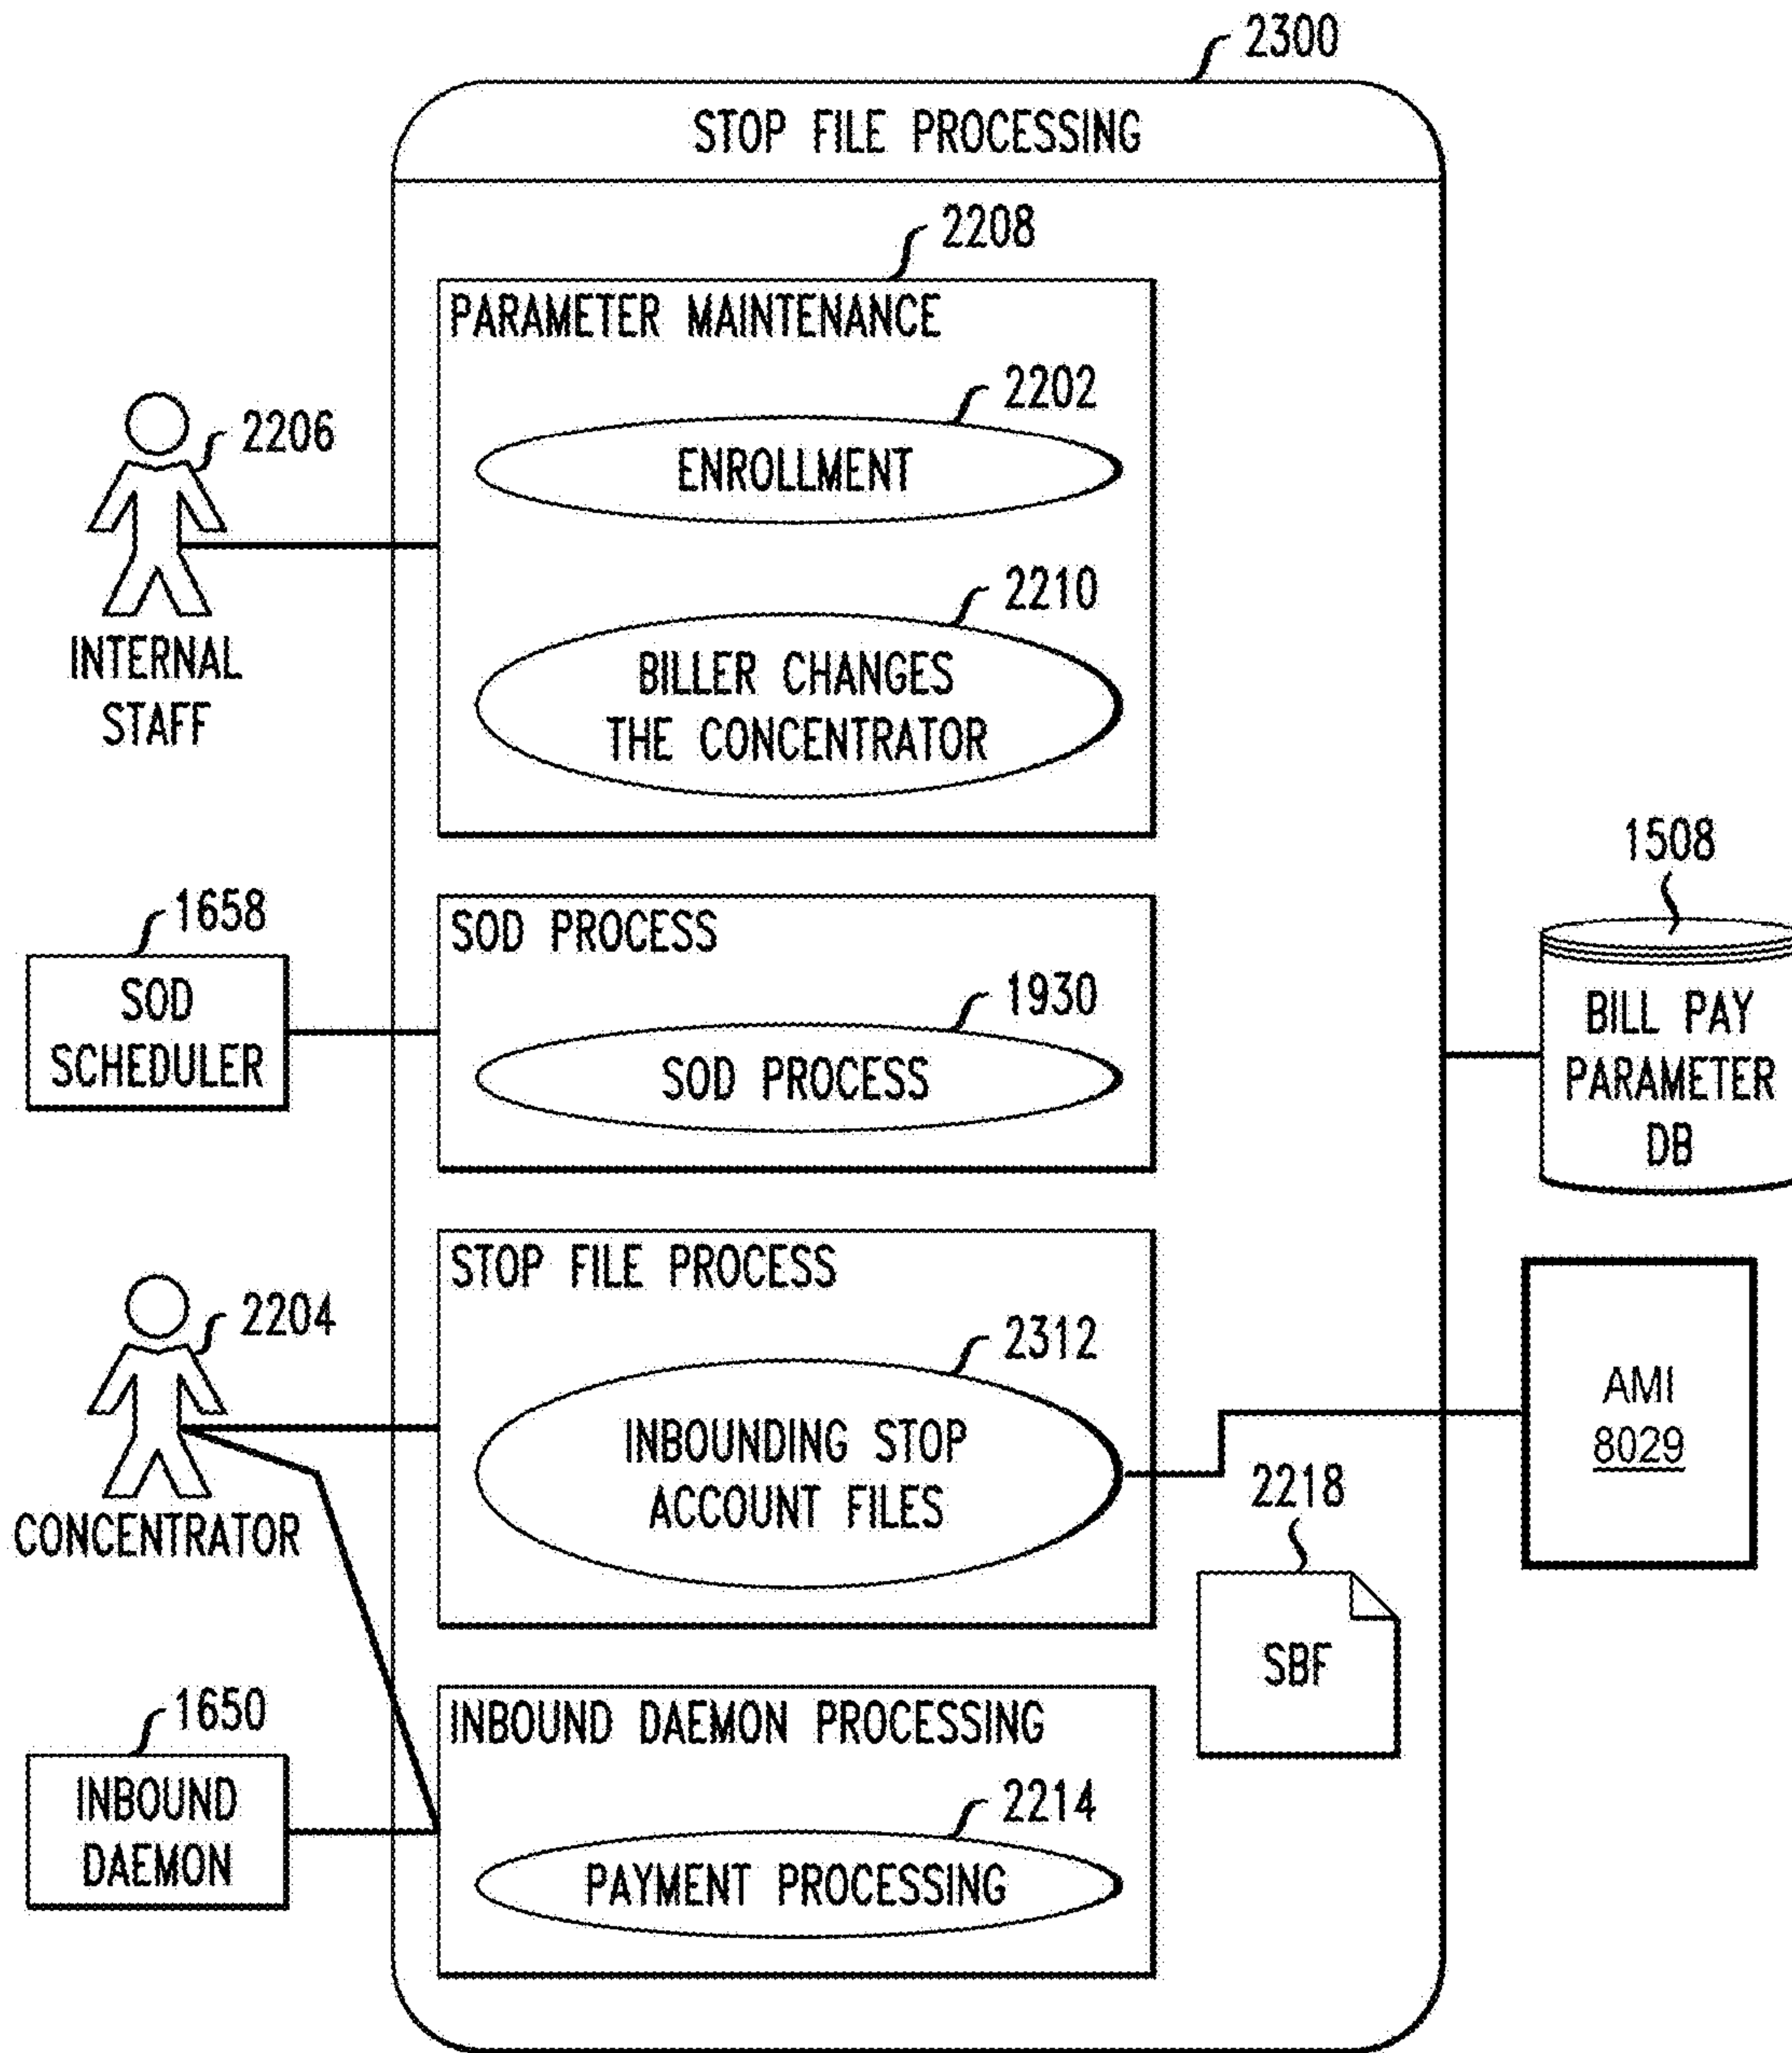 2300
STOP FILE PROCESSING
2208
PARAMETER MAINTENANCE
2202
ENROLLMENT
2206
INTERNAL
STAFF
2210
BILLER CHANGES
THE CONCENTRATOR
1508
BILL PAY
PARAMETER
DB
1658
SOD
SCHEDULER
SOD PROCESS
1930
SOD PROCESS
STOP FILE PROCESS
2204
CONCENTRATOR
2312
INBOUNDING STOP
ACCOUNT FILES
AMI
8029
2218
SBF
1650
INBOUND
DAEMON
INBOUND DAEMON PROCESSING
2214
PAYMENT PROCESSING